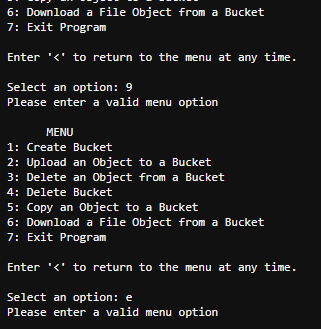 6: Download a File Object from a Bucket
7: Exit Program
Enter '<' to return to the menu at any time.
Select an option: 9
Please enter a valid menu option
MENU
1: Create Bucket
2: Upload an Object to a Bucket
3: Delete an Object from a Bucket
4: Delete Bucket
5: Copy an Object to a Bucket
6: Download a File Object from a Bucket
7: Exit Program
Enter '<' to return to the menu at any time.
Select an option: e
Please enter a valid menu option